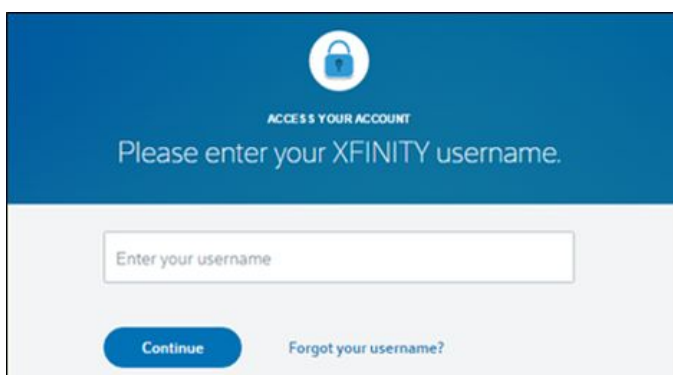 ACCESS YOUR ACCOUNT
Please enter your XFINITY username.
Enter your username
Continue
Forgot your username?